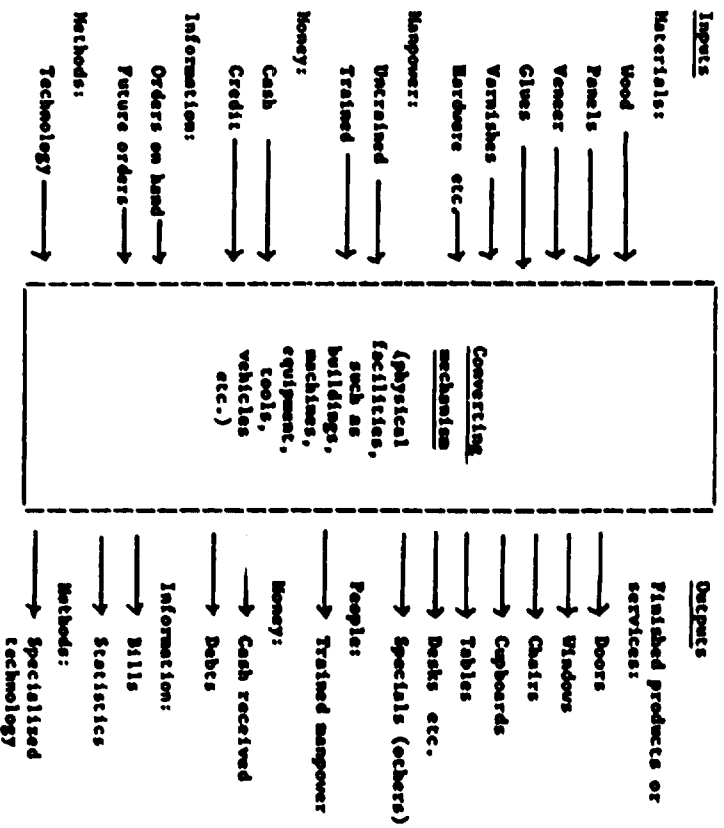 Inputs
Materials:
Wood
Panels
Veneer
Glues
Varnishes
Hardware etc.
Manpower:
Untrained
Trained
Money:
Cash
Credit
Information:
Orders on hand
Future orders
Methods:
Technology
Converting
mechanism
(physical
facilities,
such as
buildings,
machines,
equipment,
tools,
vehicles
etc.)
Outputs
Finished products or
services:
Doors
Windows
Chairs
Cupboards
Tables
Desks etc.
Specials (others)
People:
Trained manpower
Money:
Cash received
Debts
Information:
Bills
Statistics
Methods:
Specialized
technology